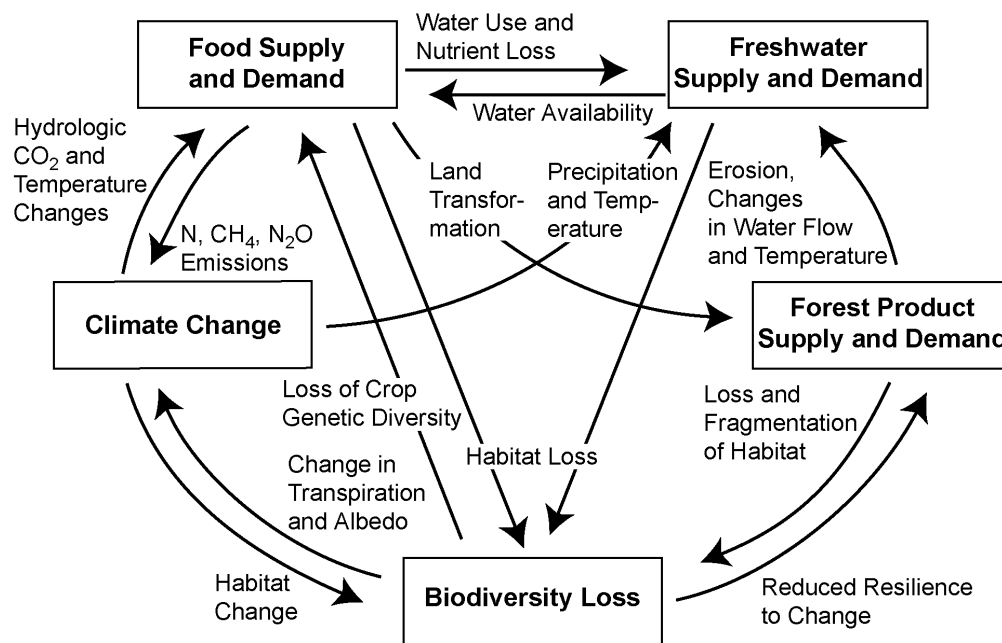 Food Supply
and Demand
Water Use and
Nutrient Loss
Freshwater
Supply and Demand
Water Availability
Hydrologic
CO₂ and
Temperature
Changes
Land
Transfor-
mation
Precipitation
and Temp-
erature
Erosion,
Changes
in Water Flow
and Temperature
N, CH₄, N₂O
Emissions
Climate Change
Forest Product
Supply and Demand
Loss of Crop
Genetic Diversity
Loss and
Fragmentation
of Habitat
Habitat Loss
Change in
Transpiration
and Albedo
Habitat
Change
Biodiversity Loss
Reduced Resilience
to Change